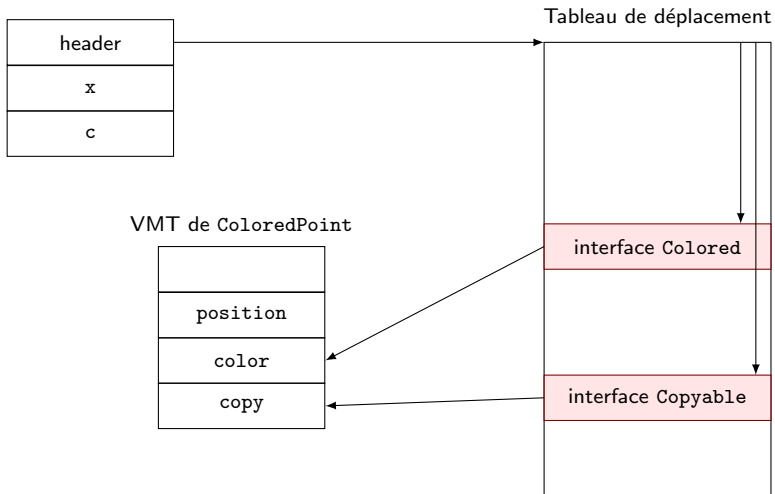 Tableau de déplacement
header
x
c
VMT de ColoredPoint
interface Colored
position
color
copy
interface Copyable